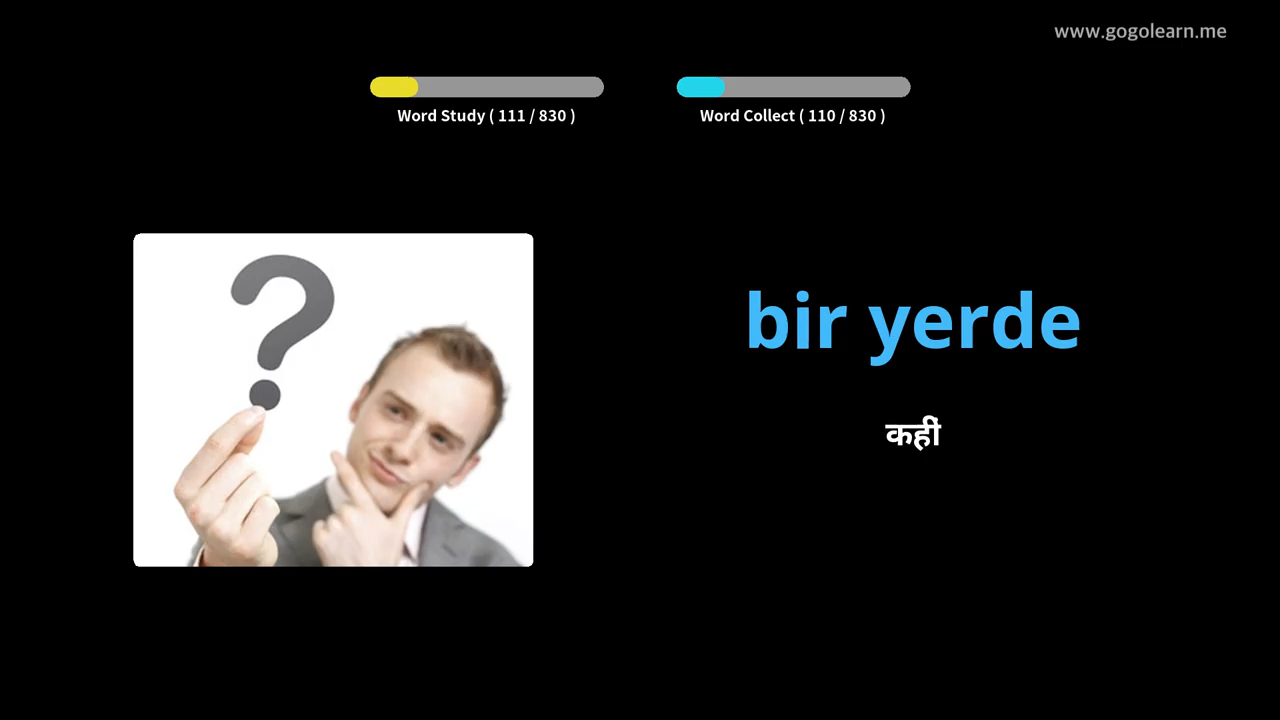 www.gogolearn.me
Word Study ( 111 / 830 )
Word Collect ( 110 / 830 )
?
bir yerde
कहीं